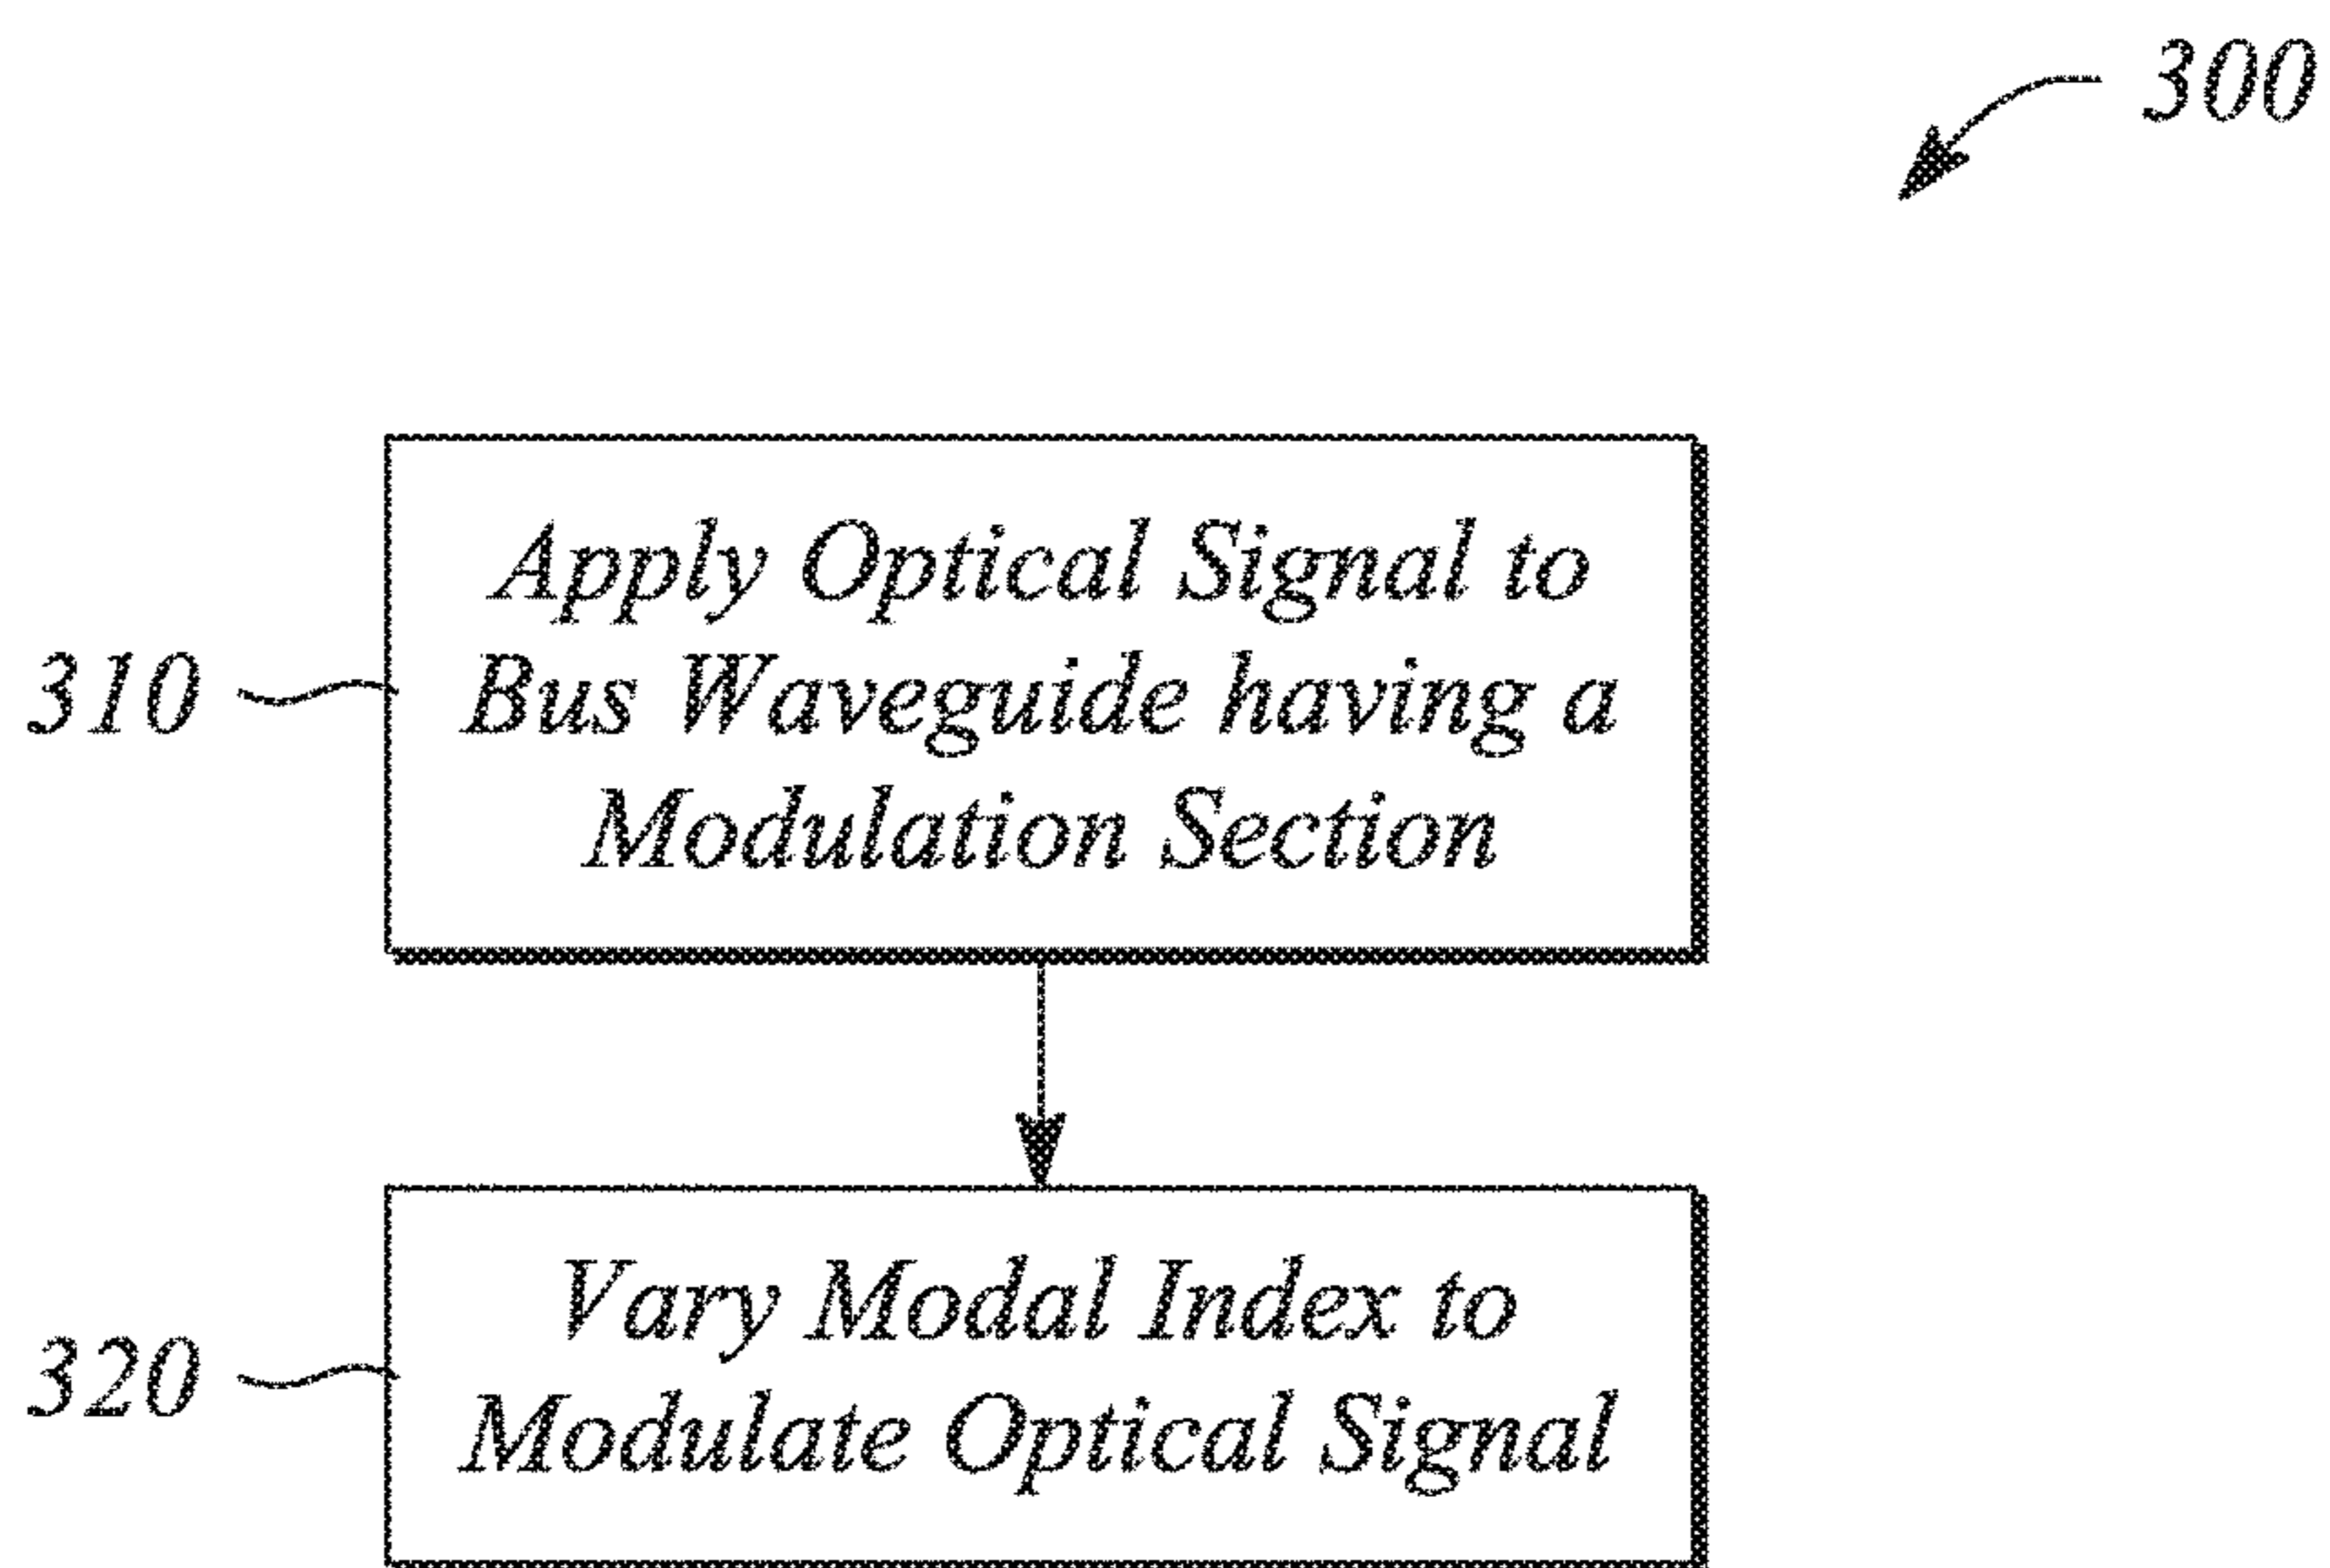 300
310
Apply Optical Signal to
Bus Waveguide having a
Modulation Section
320
Vary Modal Index to
Modulate Optical Signal